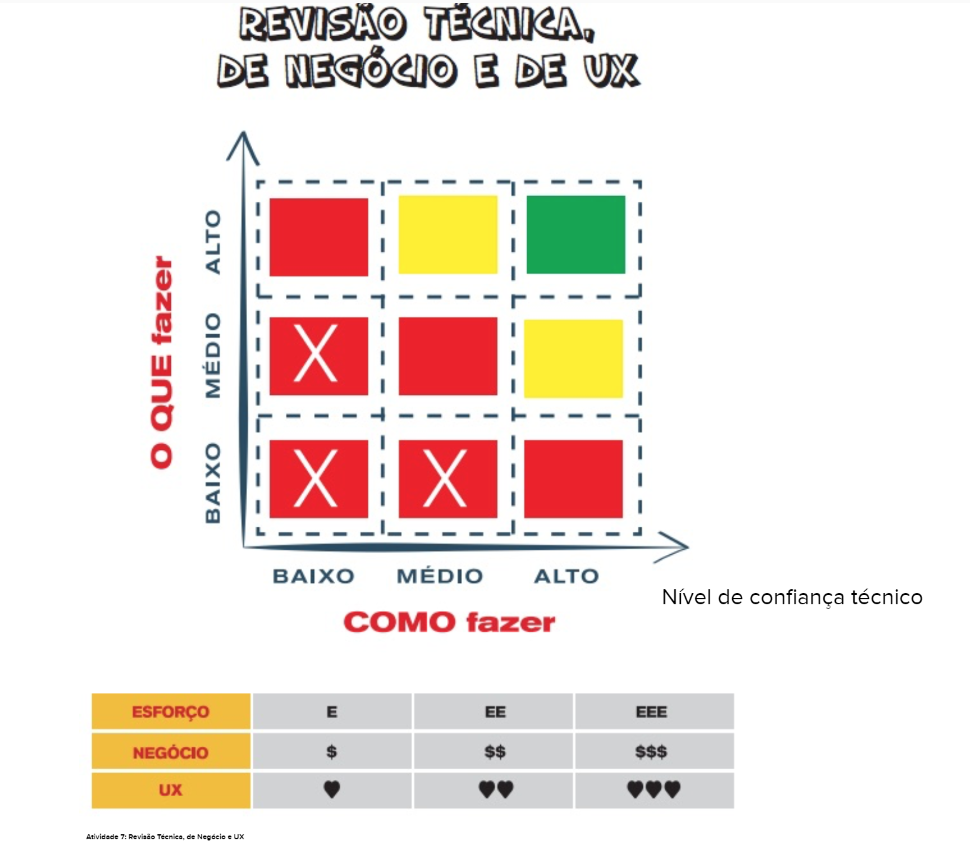 REVISÃO TÉCNICA,
DE NEGÓCIO E DE UX
O QUE fazer
ALTO
MÉDIO
X
BAIXO
X X
BAIXO MÉDIO ALTO
Nível de confiança técnico
COMO fazer
ESFORÇO E EE EEE
NEGÓCIO $ $$ $$$
UX ♥ ♥♥ ♥♥♥
Atividade 7: Revisão Técnica, de Negócio e UX